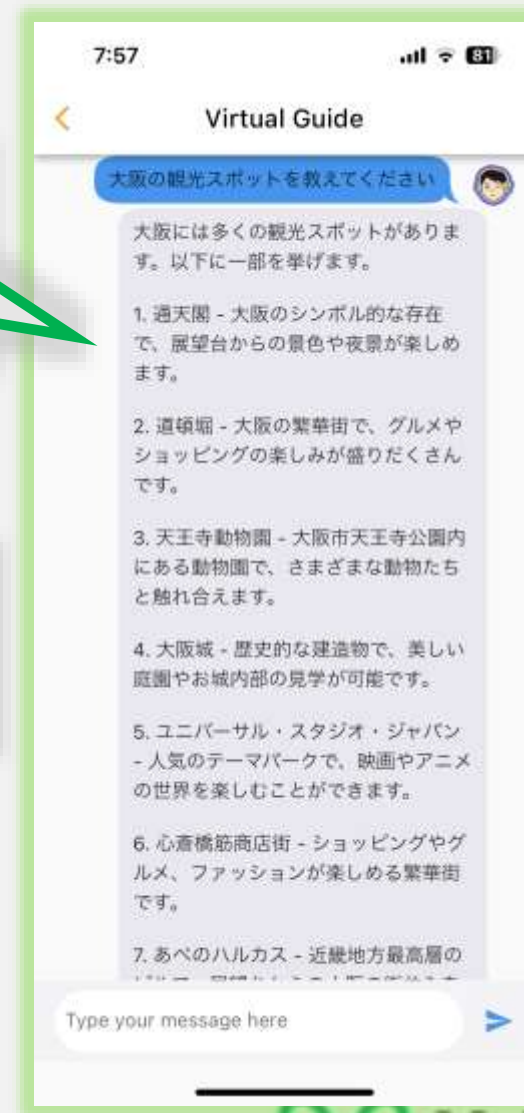 7:57
81
Virtual Guide
大阪の観光スポットを教えてください
大阪には多くの観光スポットがありま
す。以下に一部を挙げます。
1. 通天閣 - 大阪のシンボル的な存在
で、展望台からの景色や夜景が楽しめ
ます。
2. 道頓堀 - 大阪の繁華街で、グルメや
ショッピングの楽しみが盛りだくさん
です。
3. 天王寺動物園 - 大阪市天王寺公園内
にある動物園で、さまざまな動物たち
と触れ合えます。
4. 大阪城 - 歴史的な建造物で、美しい
庭園やお城内部の見学が可能です。
5. ユニバーサル・スタジオ・ジャパン
- 人気のテーマパークで、映画やアニメ
の世界を楽しむことができます。
6. 心斎橋筋商店街 - ショッピングやグ
ルメ、ファッションが楽しめる繁華街
です。
7. あべのハルカス - 近畿地方最高層の
Type your message here